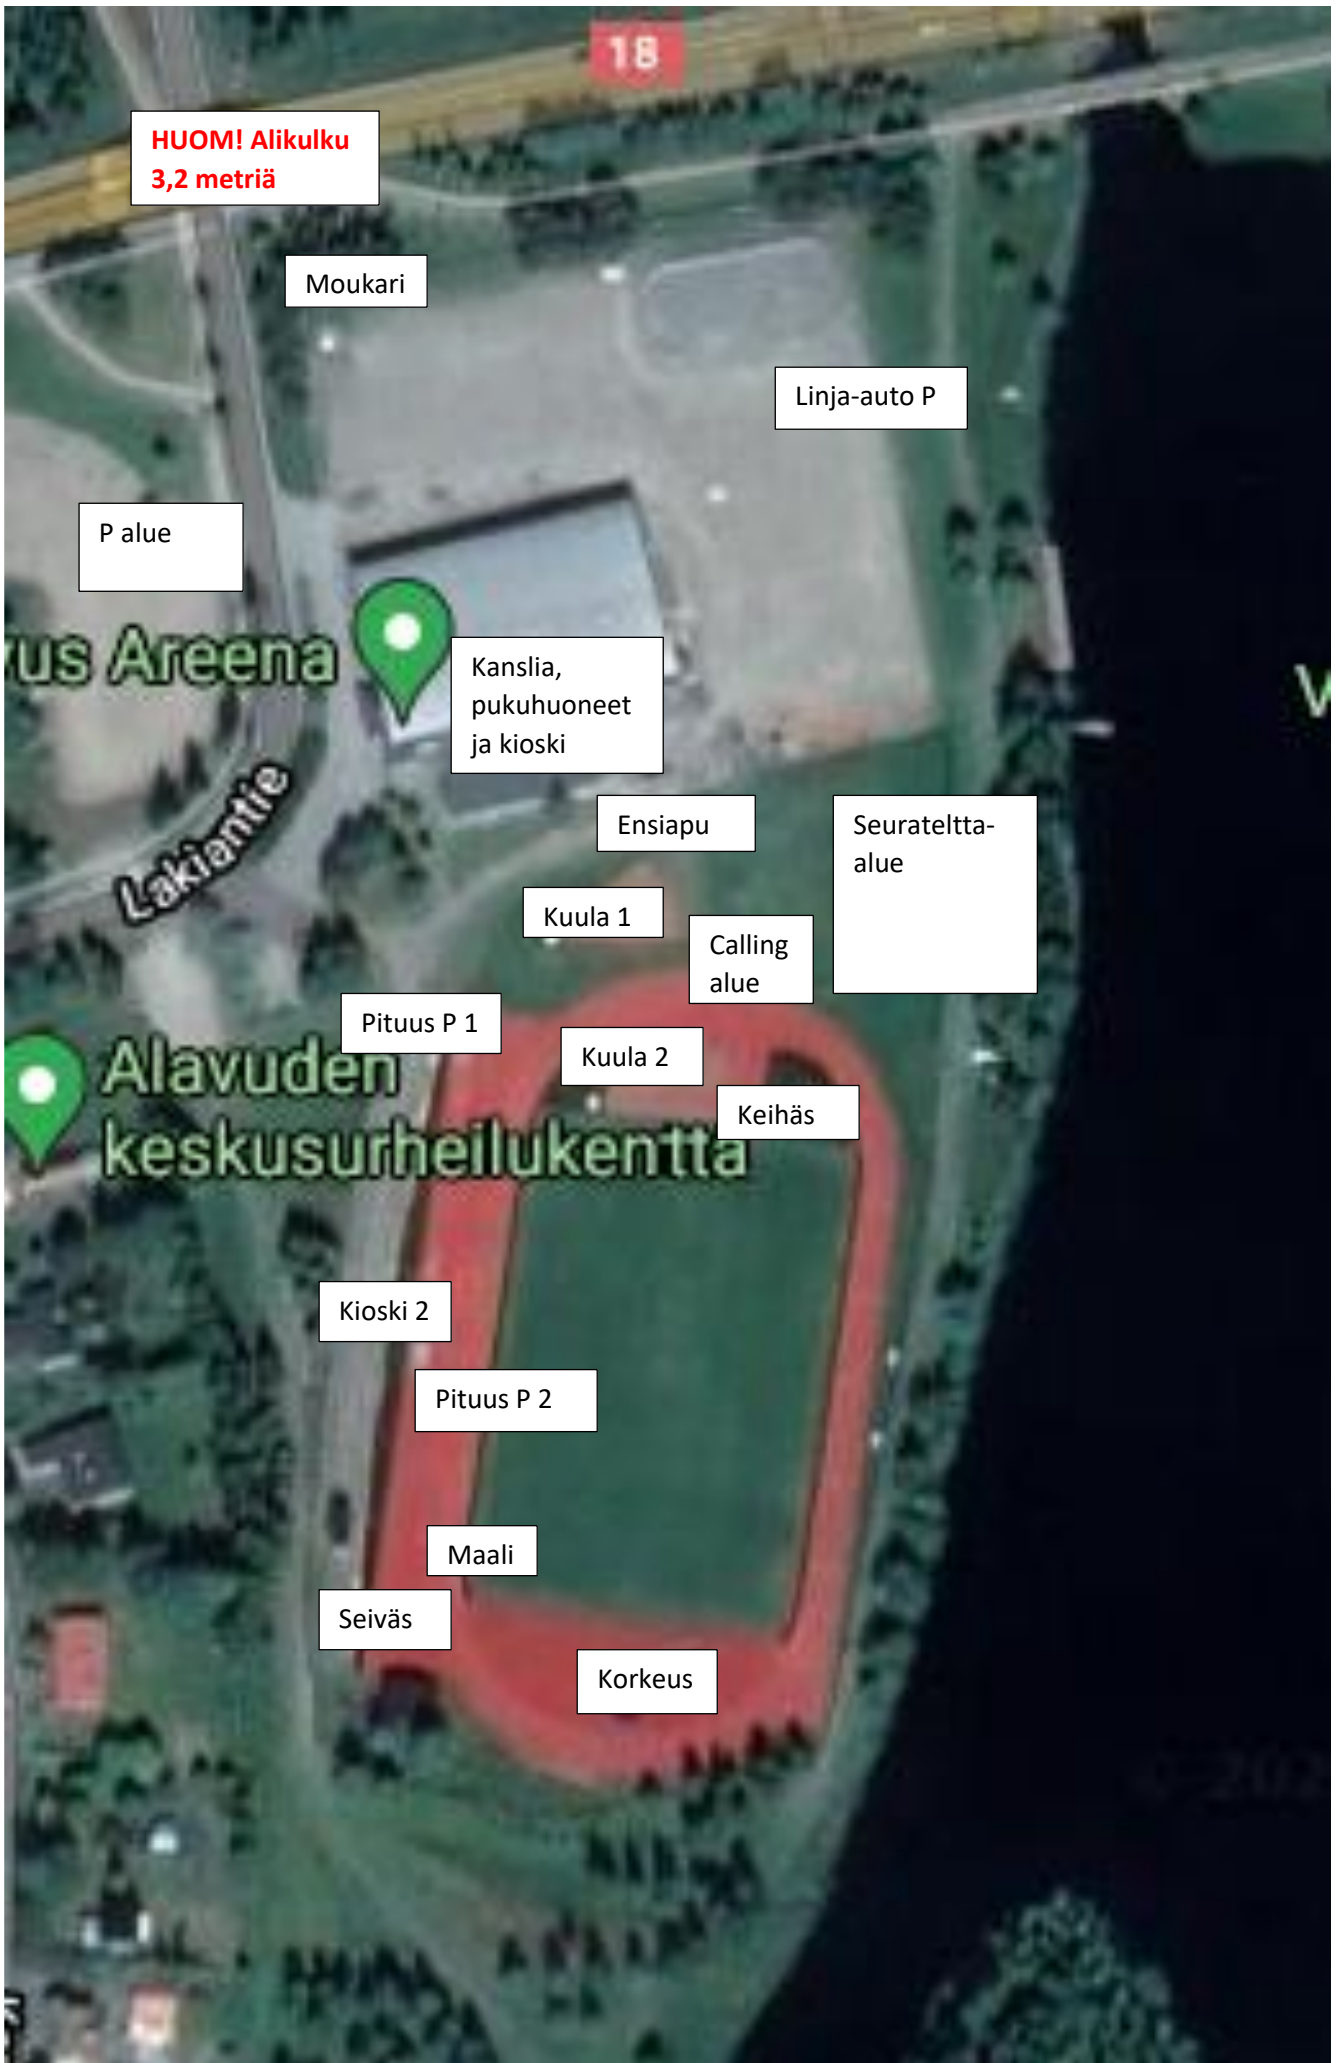 18
HUOM! Alikulku
3,2 metriä
Moukari
Linja-auto P
P alue
vus Areena
Kanslia,
pukuhuoneet
ja kioski
Lakiantie
Ensiapu
Seurateltta-
alue
Kuula 1
Calling
alue
Pituus P 1
Kuula 2
Alavuden
keskusurheilukenttä
Keihäs
Kioski 2
Pituus P 2
Maali
Seiväs
Korkeus